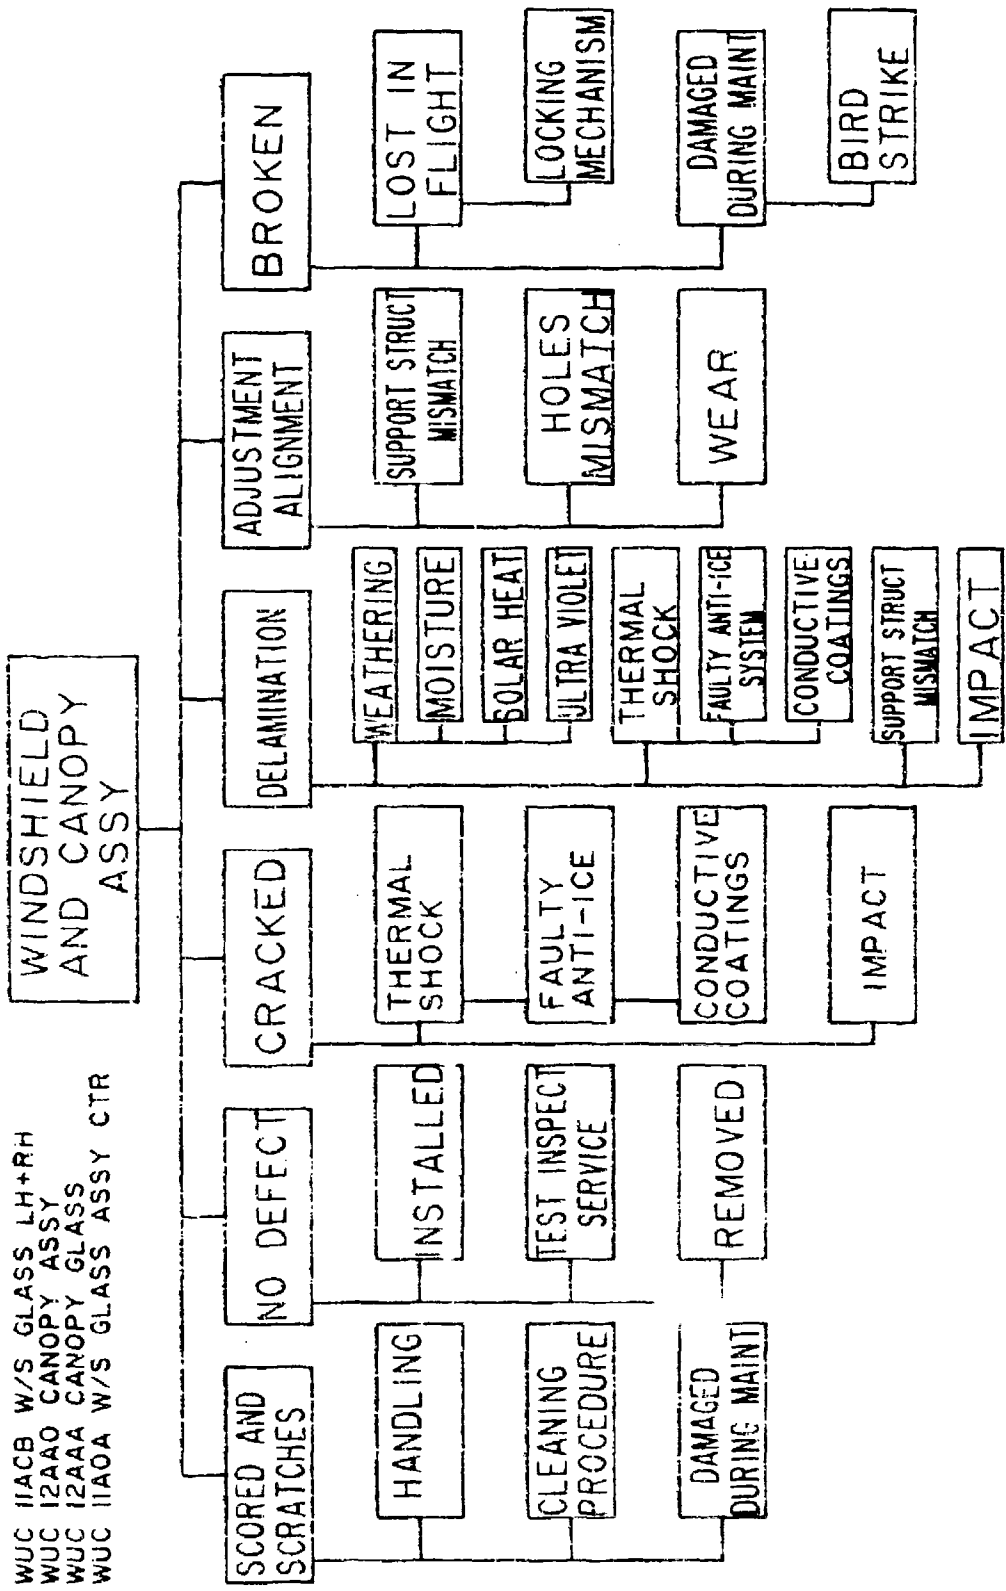 WUC 11ACB W/S GLASS LH+RH
WUC 12AAO CANOPY ASSY
WUC 12AAA CANOPY GLASS
WUC 11AOA W/S GLASS ASSY CTR
WINDSHIELD
AND CANOPY
ASSY
SCORED AND
SCRATCHES
HANDLING
CLEANING
PROCEDURE
DAMAGED
DURING MAINT
NO DEFECT
INSTALLED
TEST INSPECT
SERVICE
REMOVED
CRACKED
THERMAL
SHOCK
FAULTY
ANTI-ICE
CONDUCTIVE
COATINGS
IMPACT
DELAMINATION
WEATHERING
MOISTURE
SOLAR HEAT
ULTRA VIOLET
THERMAL
SHOCK
FAULTY ANTI-ICE
SYSTEM
CONDUCTIVE
COATINGS
SUPPORT STRUCT
MISMATCH
IMPACT
ADJUSTMENT
ALIGNMENT
SUPPORT STRUCT
MISMATCH
HOLES
MISMATCH
WEAR
BROKEN
LOST IN
FLIGHT
LOCKING
MECHANISM
DAMAGED
DURING MAINT
BIRD
STRIKE